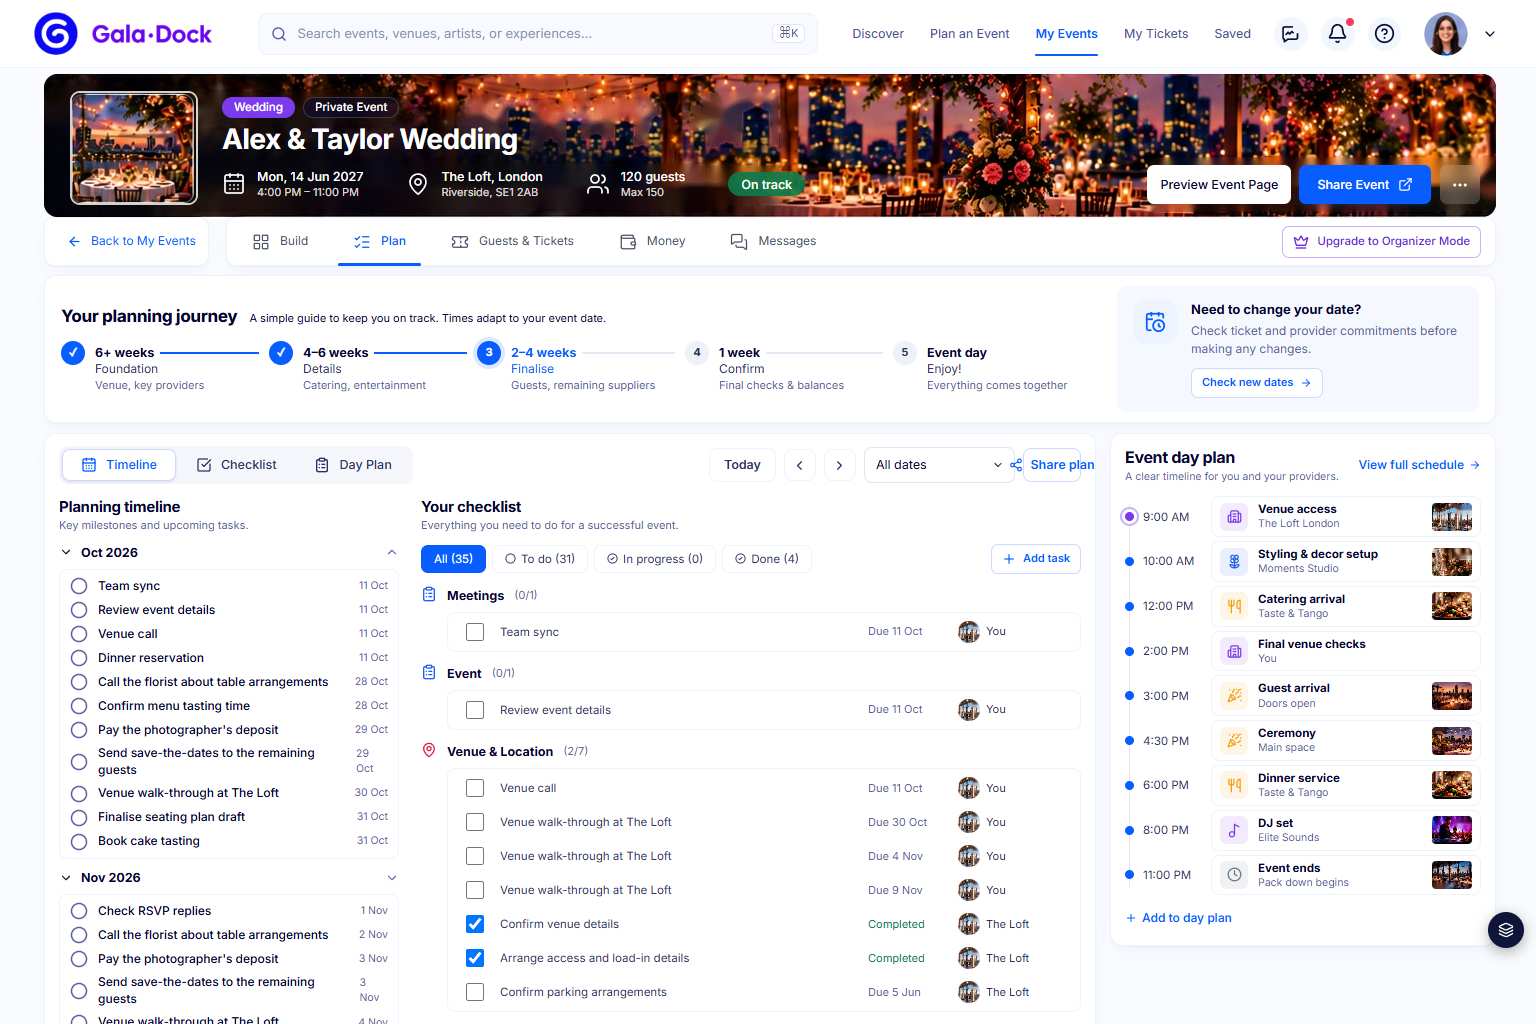 Gala·Dock
Search events, venues, artists, or experiences...
⌘K
Discover
Plan an Event
My Events
My Tickets
Saved
Wedding
Private Event
Alex & Taylor Wedding
Mon, 14 Jun 2027
4:00 PM – 11:00 PM
The Loft, London
Riverside, SE1 2AB
120 guests
Max 150
On track
Preview Event Page
Share Event
Back to My Events
Build
Plan
Guests & Tickets
Money
Messages
Upgrade to Organizer Mode
Your planning journey
A simple guide to keep you on track. Times adapt to your event date.
6+ weeks
Foundation
Venue, key providers
4–6 weeks
Details
Catering, entertainment
3
2–4 weeks
Finalise
Guests, remaining suppliers
4
1 week
Confirm
Final checks & balances
5
Event day
Enjoy!
Everything comes together
Need to change your date?
Check ticket and provider commitments before
making any changes.
Check new dates
Timeline
Checklist
Day Plan
Today
All dates
Share plan
Planning timeline
Key milestones and upcoming tasks.
Oct 2026
Team sync 11 Oct
Review event details 11 Oct
Venue call 11 Oct
Dinner reservation 11 Oct
Call the florist about table arrangements 28 Oct
Confirm menu tasting time 28 Oct
Pay the photographer's deposit 29 Oct
Send save-the-dates to the remaining 29
guests Oct
Venue walk-through at The Loft 30 Oct
Finalise seating plan draft 31 Oct
Book cake tasting 31 Oct
Nov 2026
Check RSVP replies 1 Nov
Call the florist about table arrangements 2 Nov
Pay the photographer's deposit 3 Nov
Send save-the-dates to the remaining 3
guests Nov
Venue walk-through at The Loft 4 Nov
Your checklist
Everything you need to do for a successful event.
All (35)
To do (31)
In progress (0)
Done (4)
Add task
Meetings (0/1)
Team sync Due 11 Oct You
Event (0/1)
Review event details Due 11 Oct You
Venue & Location (2/7)
Venue call Due 11 Oct You
Venue walk-through at The Loft Due 30 Oct You
Venue walk-through at The Loft Due 4 Nov You
Venue walk-through at The Loft Due 9 Nov You
Confirm venue details Completed The Loft
Arrange access and load-in details Completed The Loft
Confirm parking arrangements Due 5 Jun The Loft
Event day plan
A clear timeline for you and your providers.
View full schedule
9:00 AM
Venue access
The Loft London
10:00 AM
Styling & decor setup
Moments Studio
12:00 PM
Catering arrival
Taste & Tango
2:00 PM
Final venue checks
You
3:00 PM
Guest arrival
Doors open
4:30 PM
Ceremony
Main space
6:00 PM
Dinner service
Taste & Tango
8:00 PM
DJ set
Elite Sounds
11:00 PM
Event ends
Pack down begins
Add to day plan